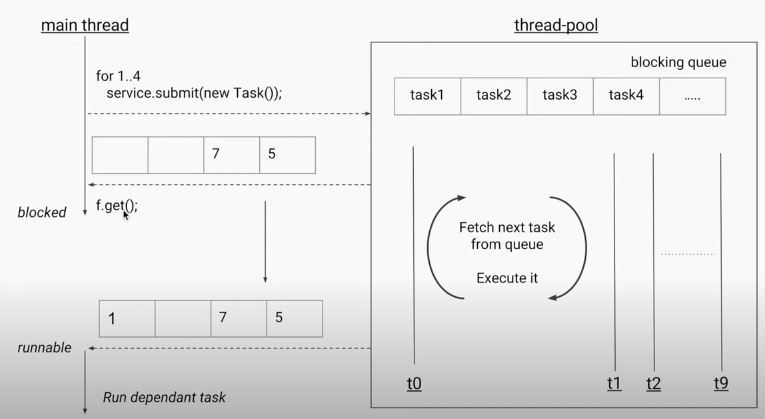 main thread
thread-pool
for 1..4
service.submit(new Task());
blocking queue
task1 task2 task3 task4 .....
7 5
blocked
f.get();
Fetch next task
from queue
Execute it
1 7 5
runnable
t0 t1 t2 t9
Run dependant task